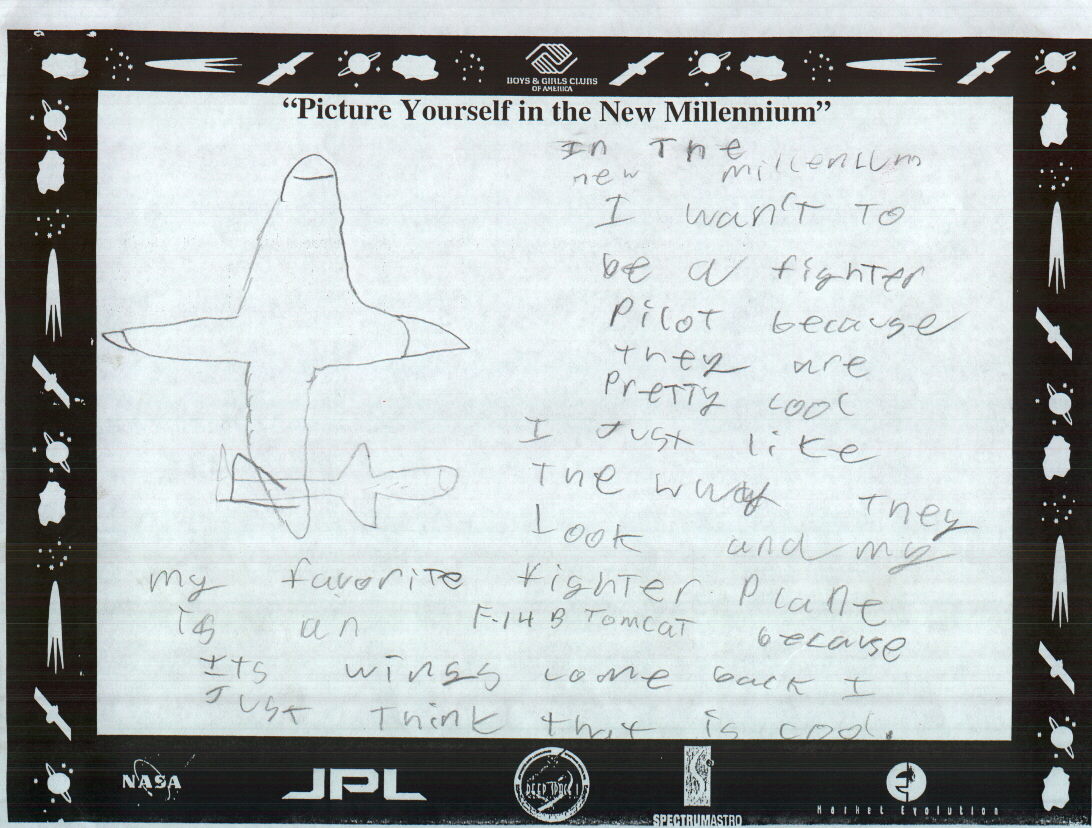 BOYS & GIRLS CLUBS
OF AMERICA
“Picture Yourself in the New Millennium”
In The
new millenium
I wan't To
be a fighter
Pilot because
they are
Pretty cool
I Just like
The way they
Look and my
my favorite fighter Plane
is an F-14 B Tomcat because
Its wings come back I
Just Think that is cool.
NASA
JPL
DEEP SPACE 1
SPECTRUMASTRO
Market Evolution